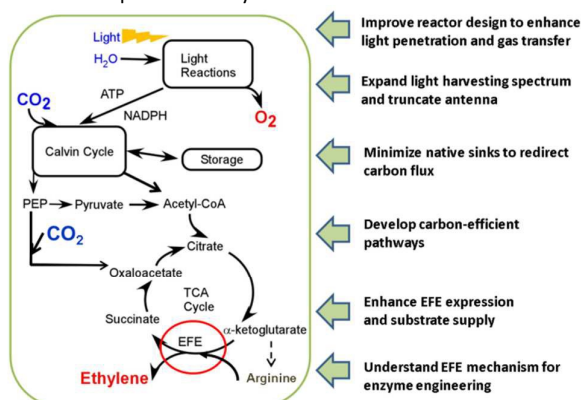 Light
H₂O
Light
Reactions
ATP
NADPH
CO₂
O₂
Calvin Cycle
Storage
PEP
Pyruvate
Acetyl-CoA
CO₂
Citrate
Oxaloacetate
TCA
Cycle
Succinate
α-ketoglutarate
EFE
Ethylene
Arginine
Improve reactor design to enhance
light penetration and gas transfer
Expand light harvesting spectrum
and truncate antenna
Minimize native sinks to redirect
carbon flux
Develop carbon-efficient
pathways
Enhance EFE expression
and substrate supply
Understand EFE mechanism for
enzyme engineering